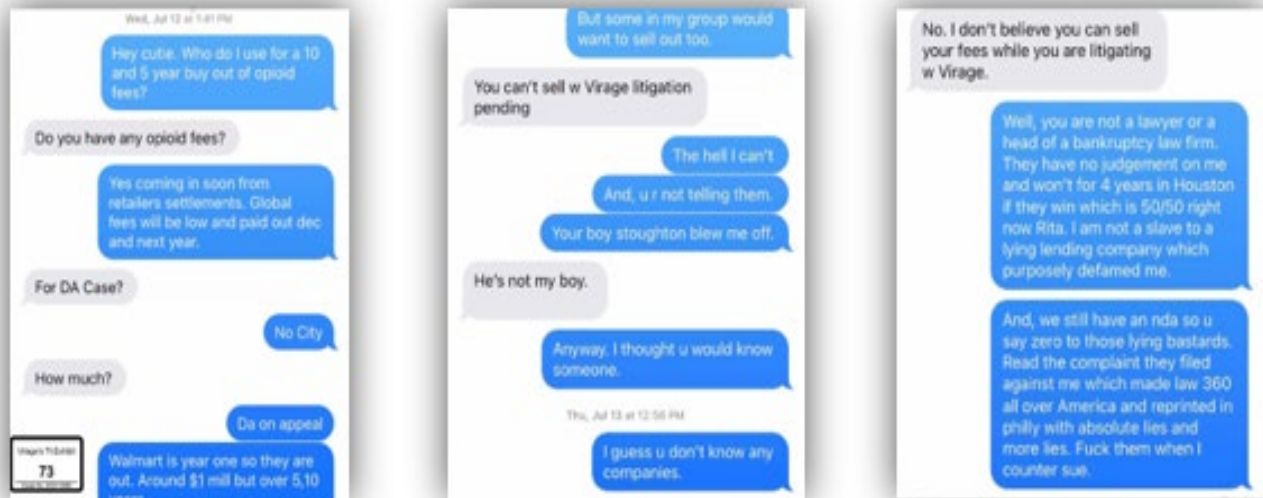 Wed, Jul 12 at 1:41 PM
Hey cutie. Who do I use for a 10
and 5 year buy out of opioid
fees?
Do you have any opioid fees?
Yes coming in soon from
retailers settlements. Global
fees will be low and paid out dec
and next year.
For DA Case?
No City
How much?
Da on appeal
Walmart is year one so they are
out. Around $1 mill but over 5,10
years
73
But some in my group would
want to sell out too.
You can't sell w Virage litigation
pending
The hell I can't
And, u r not telling them.
Your boy stoughton blew me off.
He's not my boy.
Anyway. I thought u would know
someone.
Thu, Jul 13 at 12:56 PM
I guess u don't know any
companies.
No. I don't believe you can sell
your fees while you are litigating
w Virage.
Well, you are not a lawyer or a
head of a bankruptcy law firm.
They have no judgement on me
and won't for 4 years in Houston
if they win which is 50/50 right
now Rita. I am not a slave to a
lying lending company which
purposely defamed me.
And, we still have an nda so u
say zero to those lying bastards.
Read the complaint they filed
against me which made law 360
all over America and reprinted in
philly with absolute lies and
more lies. Fuck them when I
counter sue.